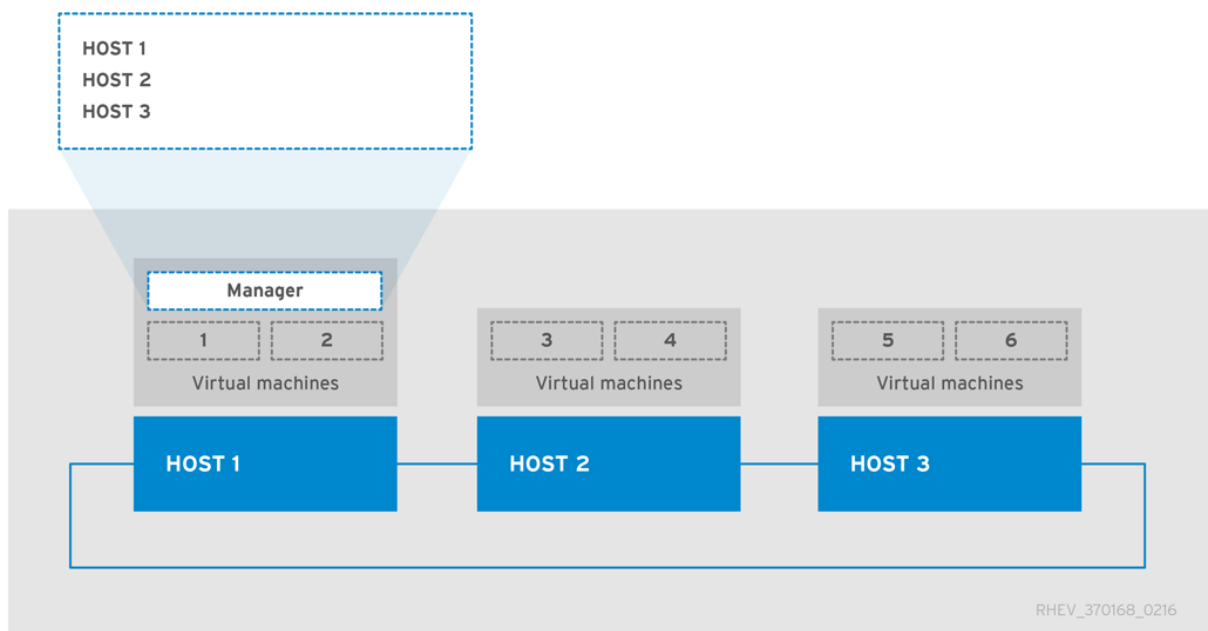 HOST 1
HOST 2
HOST 3
Manager
1 2
Virtual machines
3 4
Virtual machines
5 6
Virtual machines
HOST 1
HOST 2
HOST 3
RHEV_370168_0216